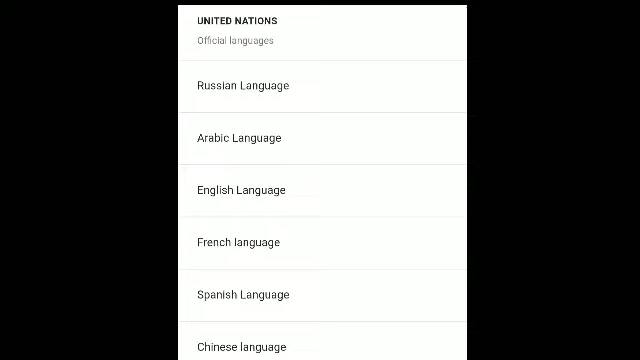 UNITED NATIONS
Official languages
Russian Language
Arabic Language
English Language
French language
Spanish Language
Chinese language